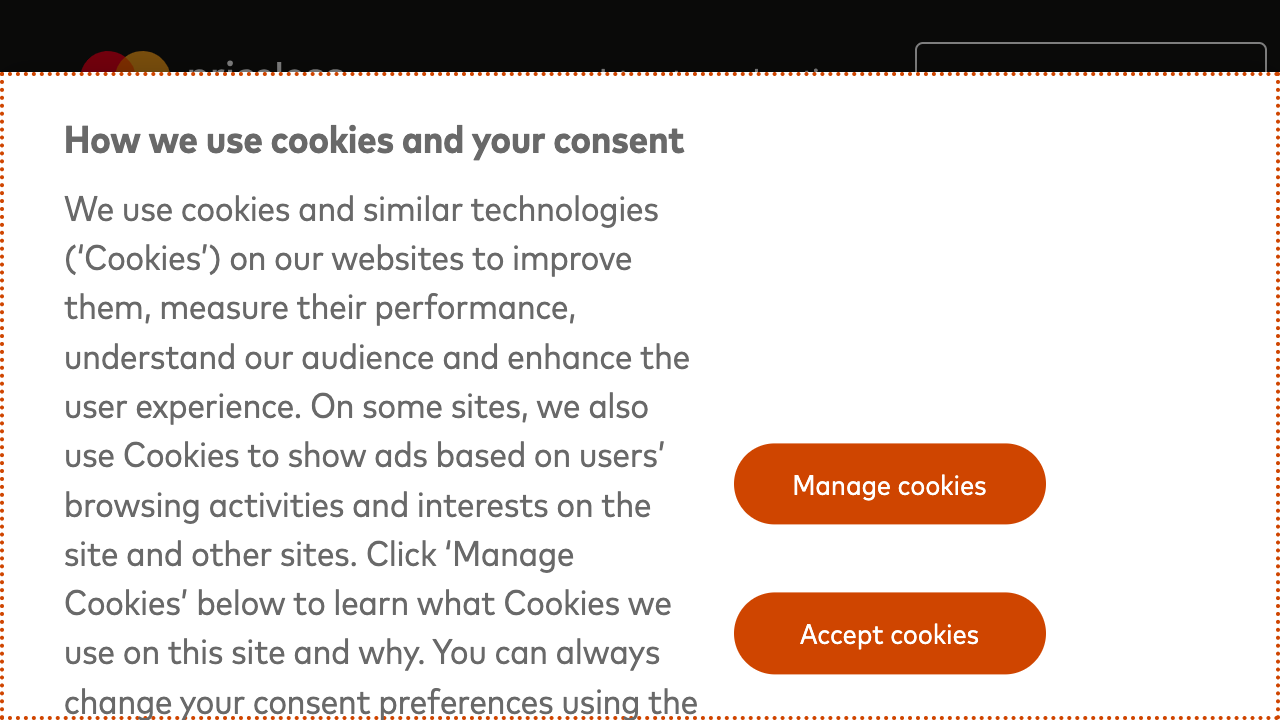 How we use cookies and your consent
We use cookies and similar technologies
(‘Cookies’) on our websites to improve
them, measure their performance,
understand our audience and enhance the
user experience. On some sites, we also
use Cookies to show ads based on users’
browsing activities and interests on the
site and other sites. Click ‘Manage
Cookies’ below to learn what Cookies we
use on this site and why. You can always
change your consent preferences using the
Manage cookies
Accept cookies